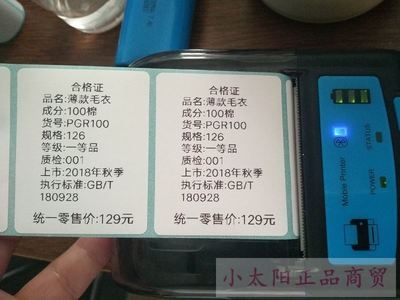 合格证
品名:薄款毛衣
成分:100棉
货号:PGR100
规格:126
等级:一等品
质检:001
上市:2018年秋季
执行标准:GB/T
180928
统一零售价:129元
合格证
品名:薄款毛衣
成分:100棉
货号:PGR100
规格:126
等级:一等品
质检:001
上市:2018年秋季
执行标准:GB/T
180928
统一零售价:129元
STATUS
Mobile Printer
POWER
小太阳正品商贸